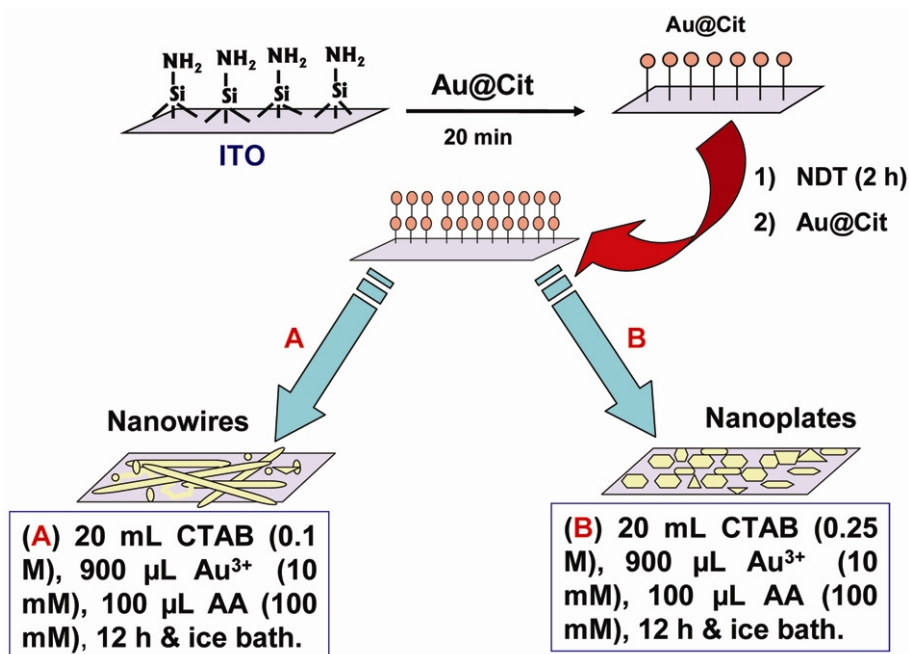 Au@Cit
NH₂ NH₂ NH₂ NH₂
Si Si Si Si
Au@Cit
20 min
ITO
1) NDT (2 h)
2) Au@Cit
A
B
Nanowires
Nanoplates
(A) 20 mL CTAB (0.1
M), 900 µL Au³⁺ (10
mM), 100 µL AA (100
mM), 12 h & ice bath.
(B) 20 mL CTAB (0.25
M), 900 µL Au³⁺ (10
mM), 100 µL AA (100
mM), 12 h & ice bath.